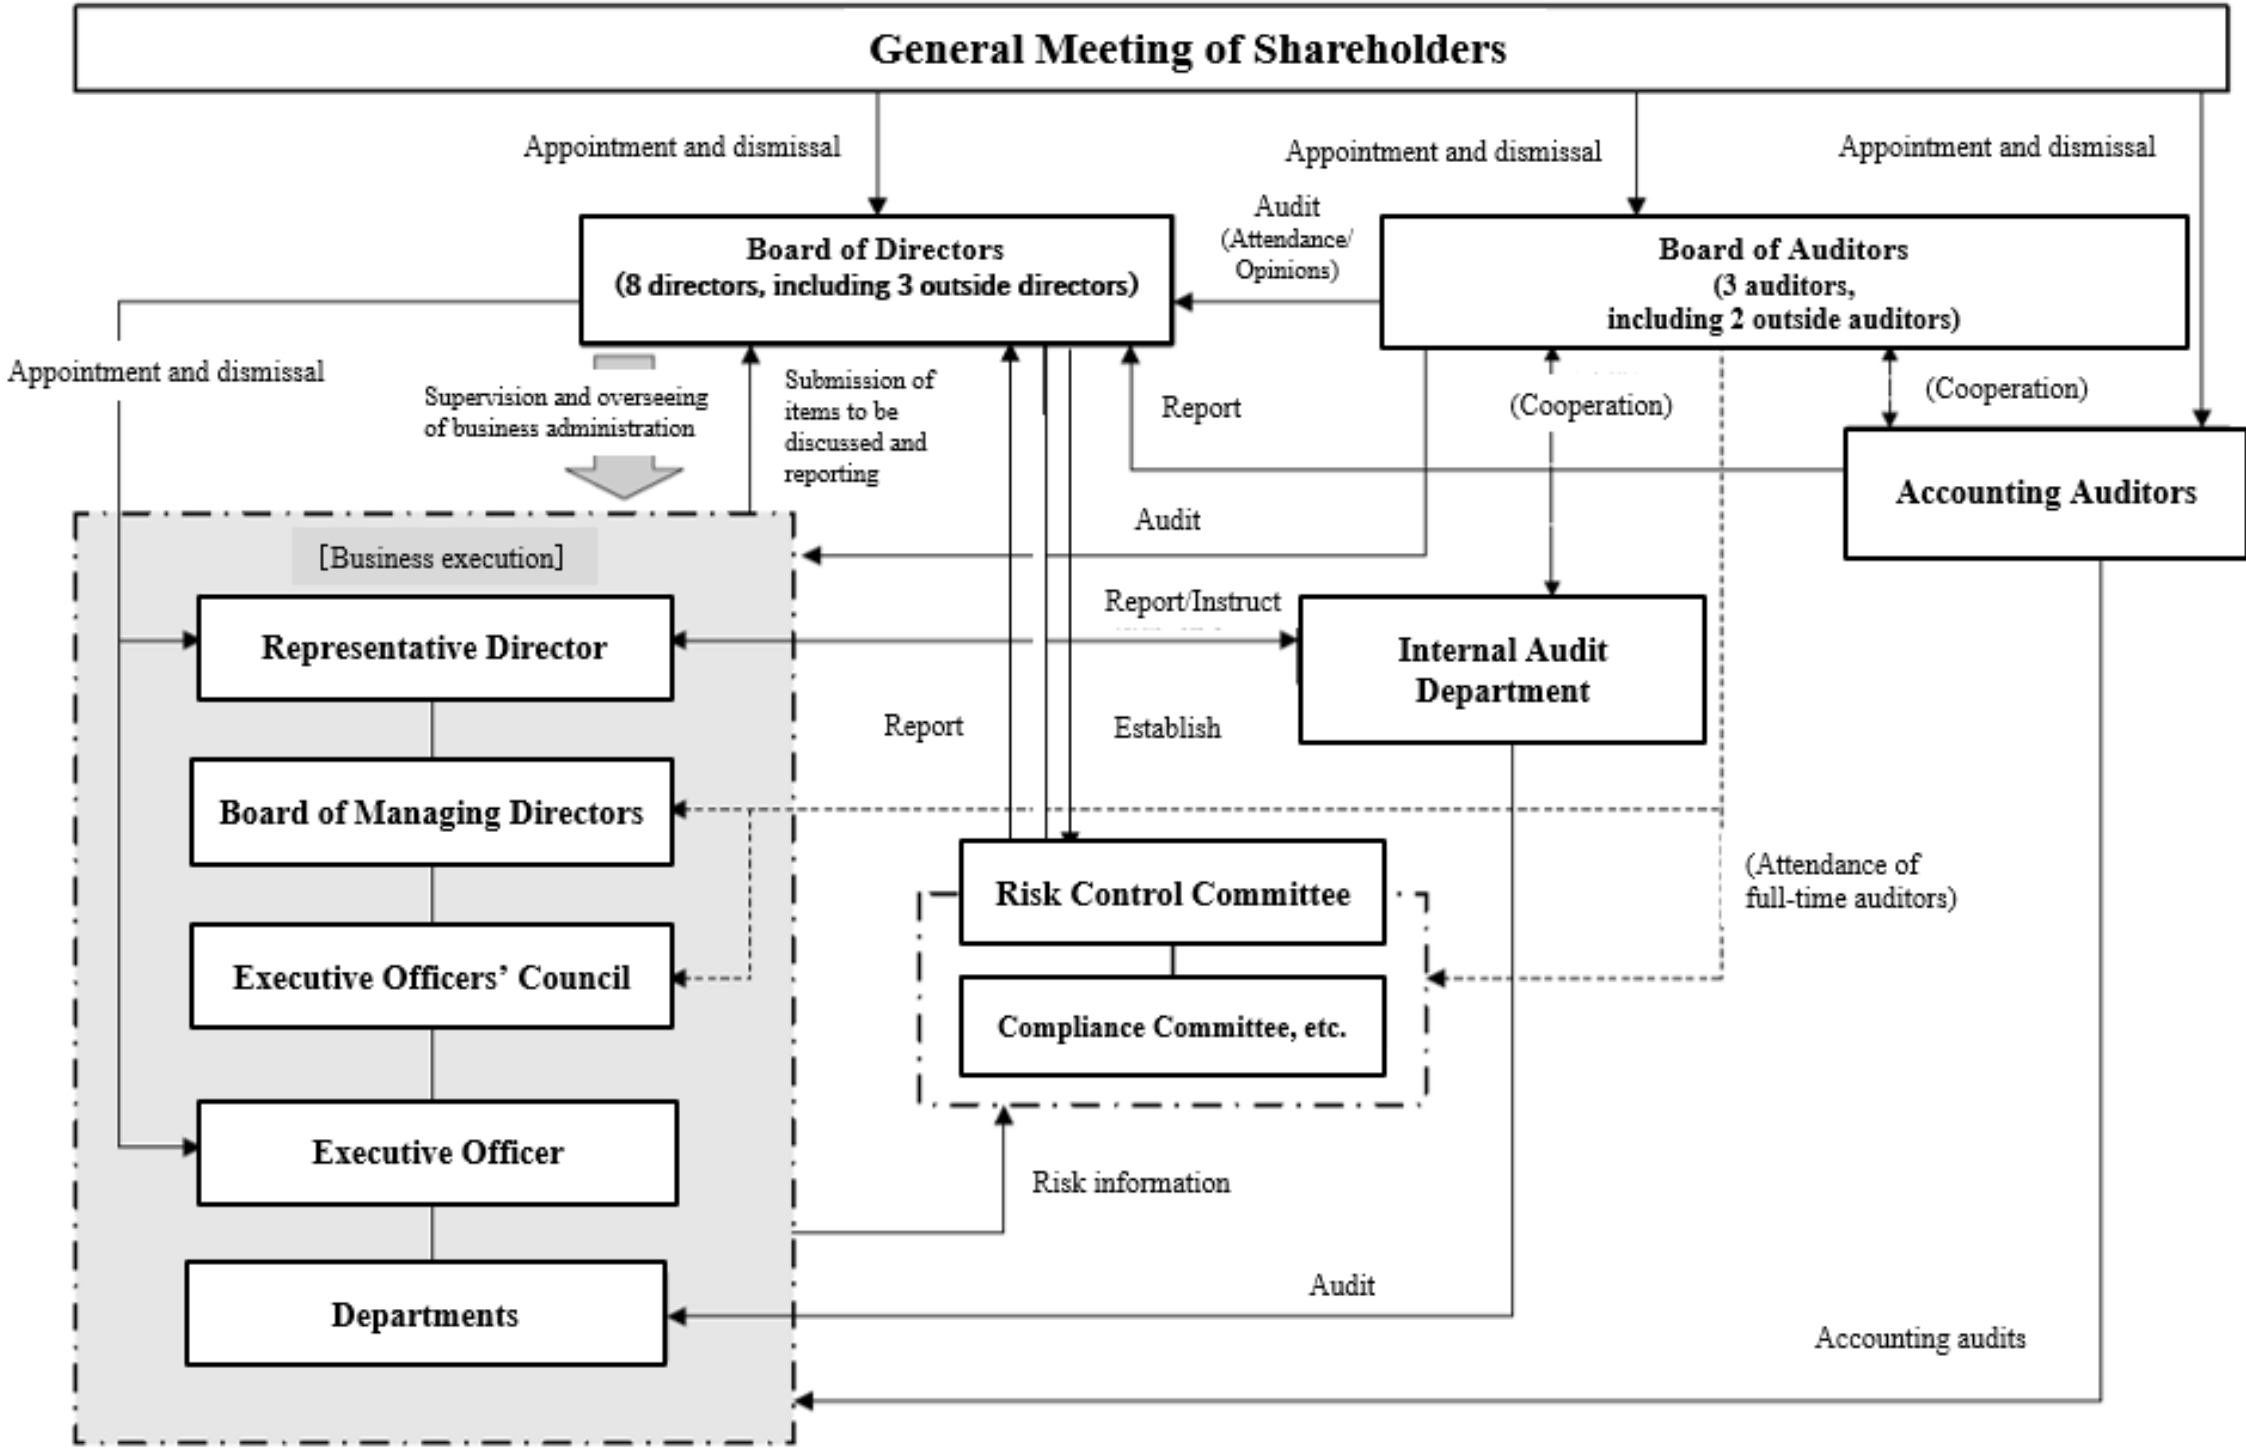 General Meeting of Shareholders
Appointment and dismissal
Appointment and dismissal
Appointment and dismissal
Audit
(Attendance/
Opinions)
Board of Directors
(8 directors, including 3 outside directors)
Board of Auditors
(3 auditors,
including 2 outside auditors)
Appointment and dismissal
Supervision and overseeing
of business administration
Submission of
items to be
discussed and
reporting
Report
(Cooperation)
(Cooperation)
Accounting Auditors
Audit
[Business execution]
Report/Instruct
Representative Director
Internal Audit
Department
Report
Establish
Board of Managing Directors
Risk Control Committee
(Attendance of
full-time auditors)
Executive Officers’ Council
Compliance Committee, etc.
Executive Officer
Risk information
Audit
Departments
Accounting audits